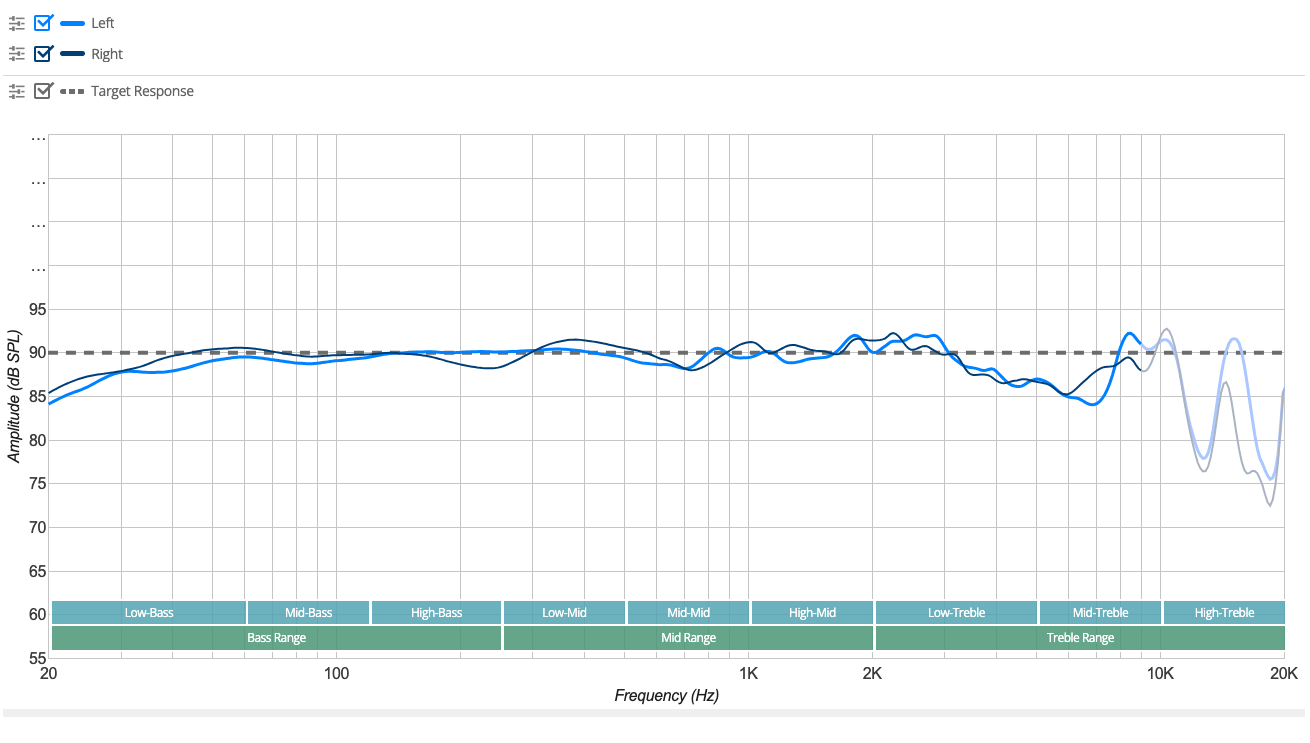 Left
Right
Target Response
...
...
...
...
95
90
85
80
75
70
65
60
55
Amplitude (dB SPL)
Low-Bass Mid-Bass High-Bass Low-Mid Mid-Mid High-Mid Low-Treble Mid-Treble High-Treble
Bass Range Mid Range Treble Range
20 100 1K 2K 10K 20K
Frequency (Hz)